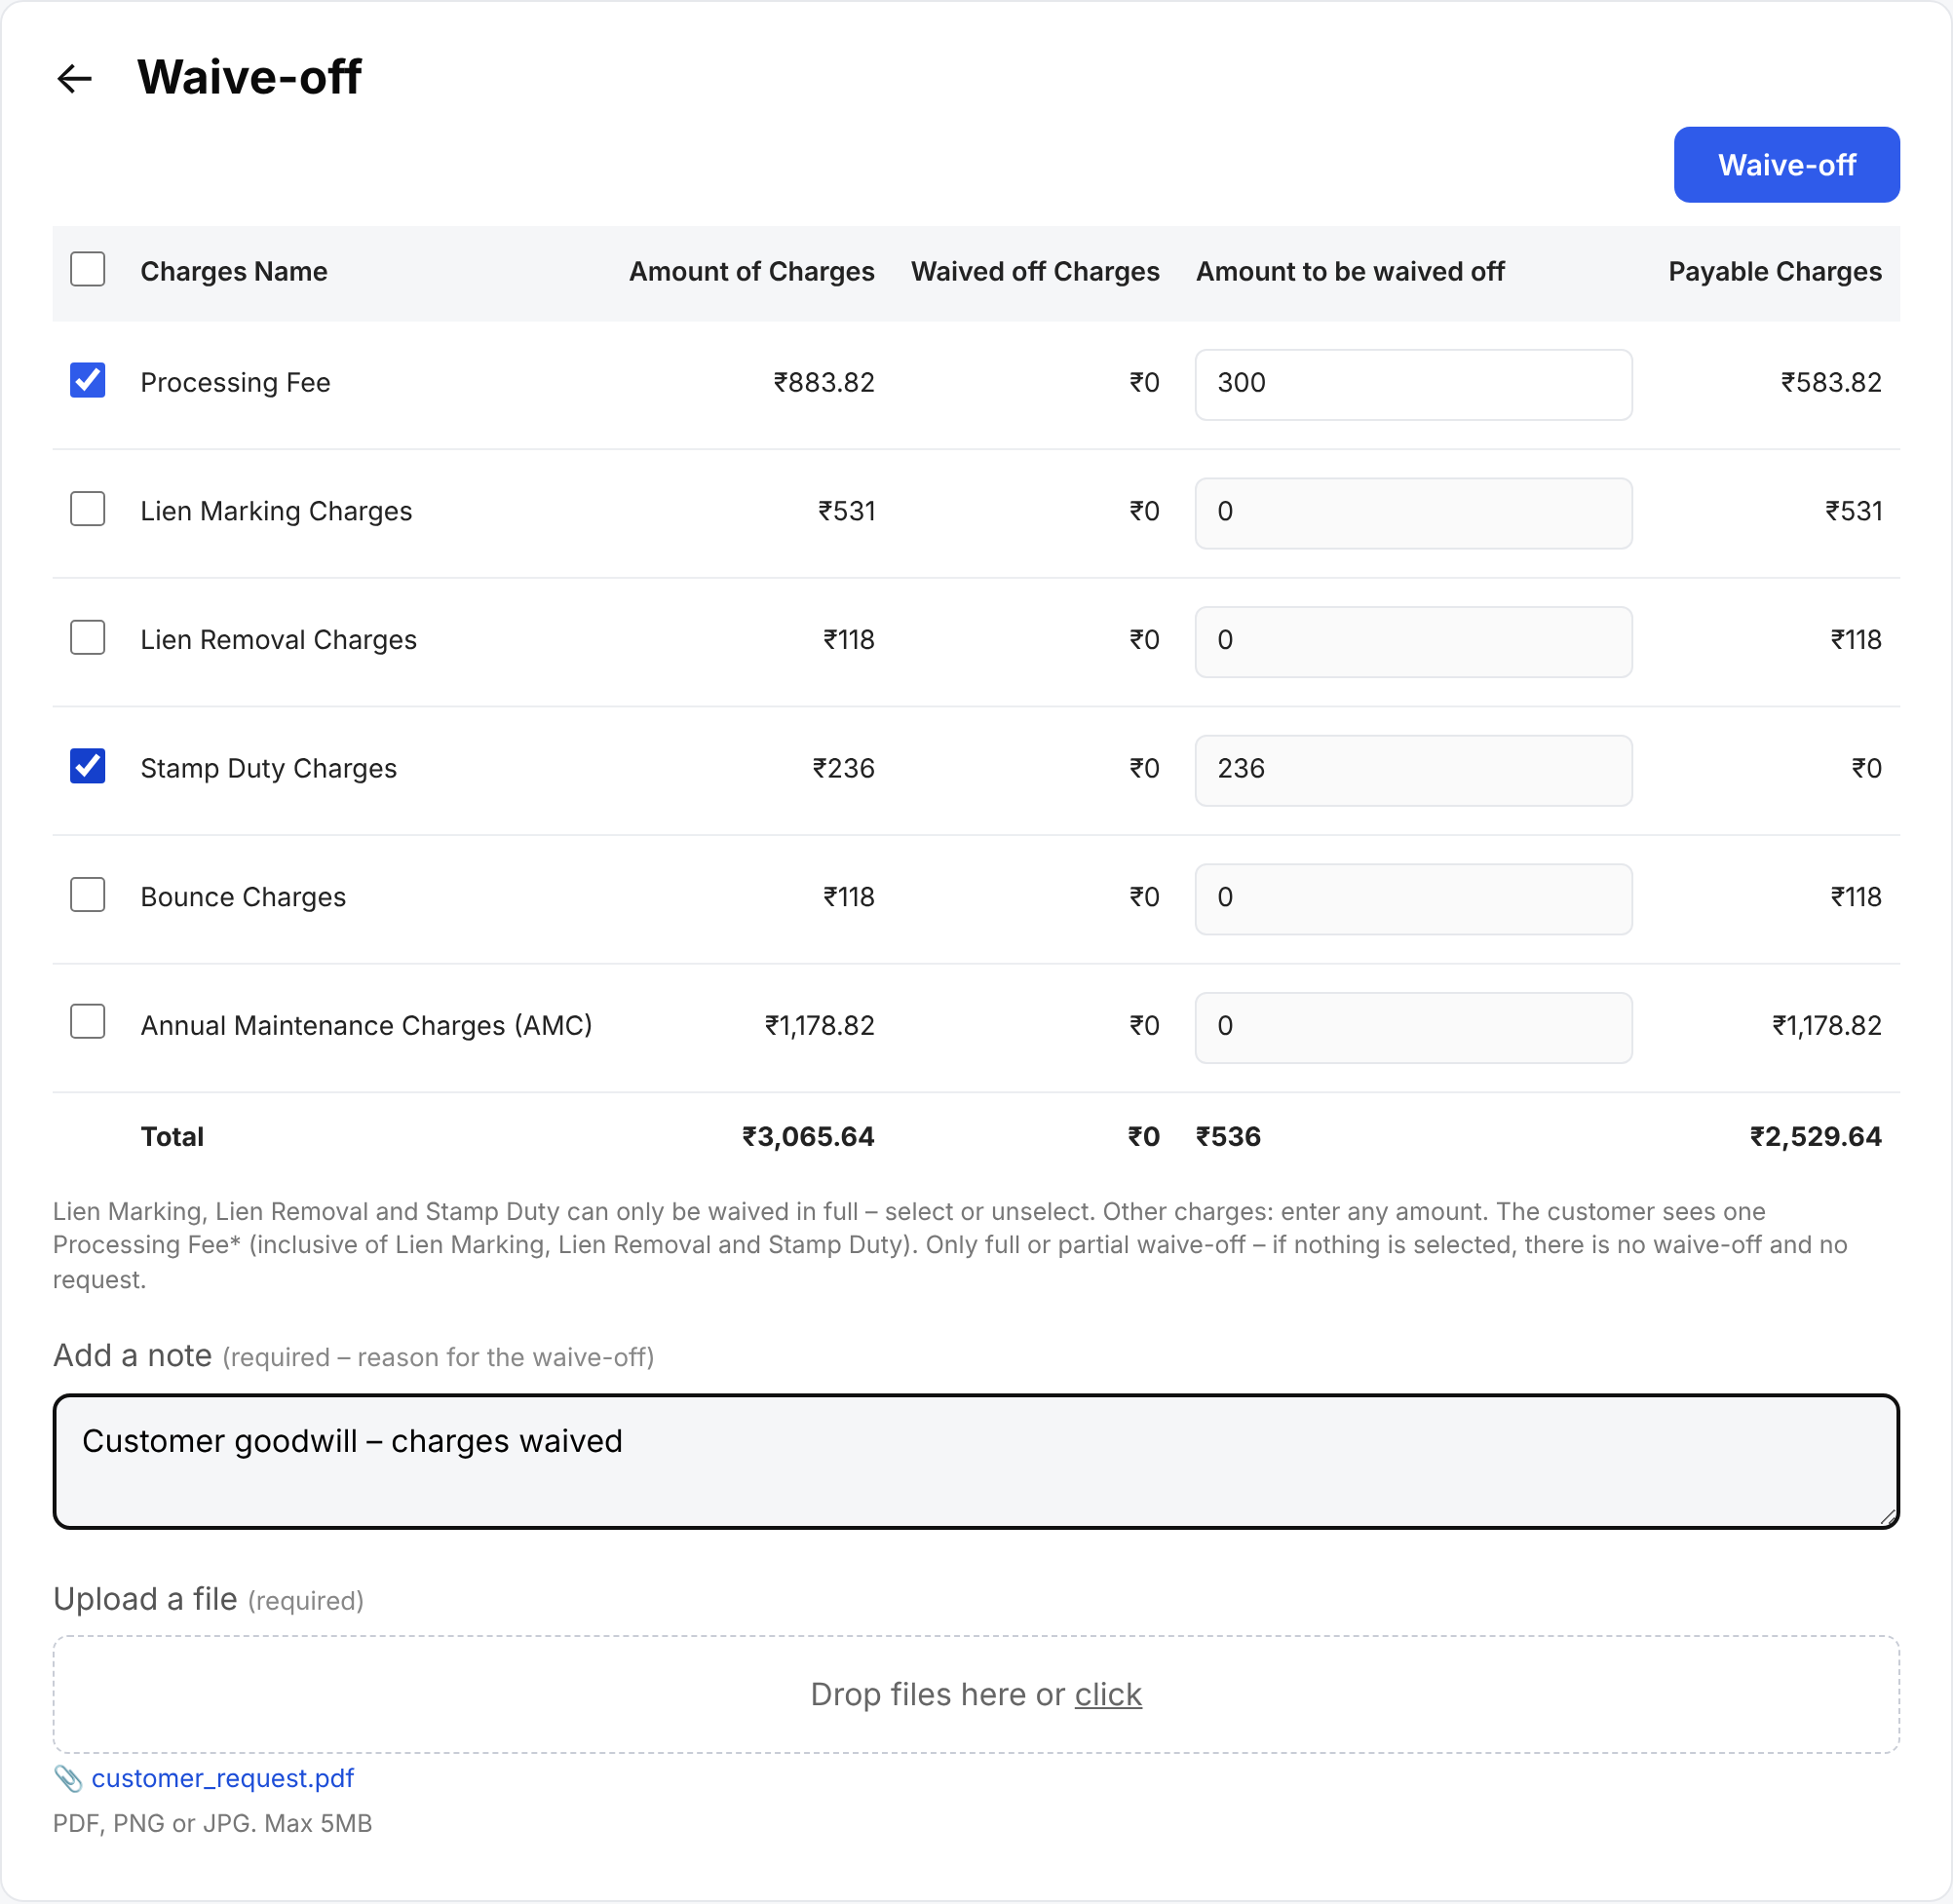 Waive-off
Waive-off
Charges Name Amount of Charges Waived off Charges Amount to be waived off Payable Charges
Processing Fee ₹883.82 ₹0 300 ₹583.82
Lien Marking Charges ₹531 ₹0 0 ₹531
Lien Removal Charges ₹118 ₹0 0 ₹118
Stamp Duty Charges ₹236 ₹0 236 ₹0
Bounce Charges ₹118 ₹0 0 ₹118
Annual Maintenance Charges (AMC) ₹1,178.82 ₹0 0 ₹1,178.82
Total ₹3,065.64 ₹0 ₹536 ₹2,529.64
Lien Marking, Lien Removal and Stamp Duty can only be waived in full – select or unselect. Other charges: enter any amount. The customer sees one
Processing Fee* (inclusive of Lien Marking, Lien Removal and Stamp Duty). Only full or partial waive-off – if nothing is selected, there is no waive-off and no
request.
Add a note (required – reason for the waive-off)
Customer goodwill – charges waived
Upload a file (required)
Drop files here or click
customer_request.pdf
PDF, PNG or JPG. Max 5MB